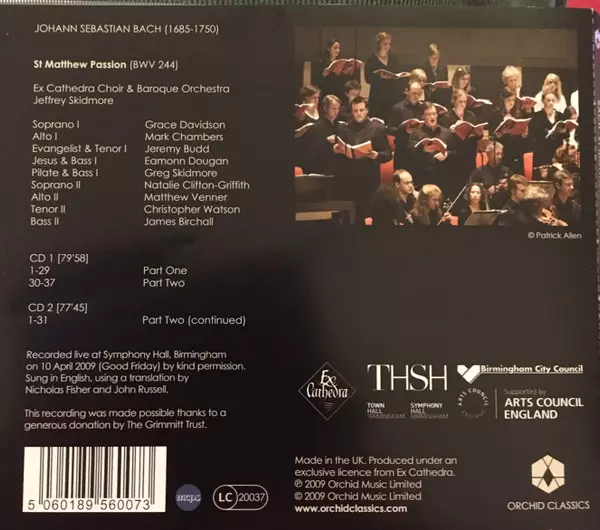 JOHANN SEBASTIAN BACH (1685-1750)
St Matthew Passion (BWV 244)
Ex Cathedra Choir & Baroque Orchestra
Jeffrey Skidmore
Soprano I Grace Davidson
Alto I Mark Chambers
Evangelist & Tenor I Jeremy Budd
Jesus & Bass I Eamonn Dougan
Pilate & Bass I Greg Skidmore
Soprano II Natalie Clifton-Griffith
Alto II Matthew Venner
Tenor II Christopher Watson
Bass II James Birchall
CD 1 [79'58]
1-29 Part One
30-37 Part Two
CD 2 [77'45]
1-31 Part Two (continued)
Recorded live at Symphony Hall, Birmingham
on 10 April 2009 (Good Friday) by kind permission.
Sung in English, using a translation by
Nicholas Fisher and John Russell.
This recording was made possible thanks to a
generous donation by The Grimmitt Trust.
5 060189 560073
mcps
LC 20037
© Patrick Allen
Ex Cathedra
THSH
TOWN HALL BIRMINGHAM
SYMPHONY HALL BIRMINGHAM
Birmingham City Council
ARTS COUNCIL ENGLAND
Supported by
ARTS COUNCIL
ENGLAND
Made in the UK. Produced under an
exclusive licence from Ex Cathedra.
℗ 2009 Orchid Music Limited
© 2009 Orchid Music Limited
www.orchidclassics.com
ORCHID CLASSICS